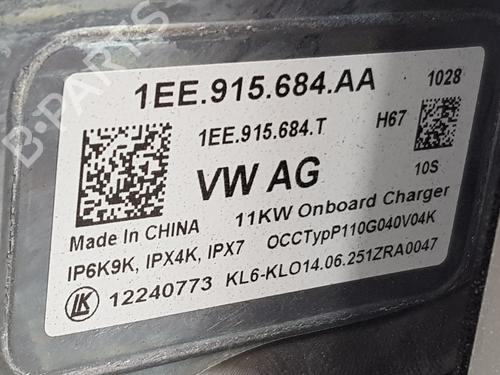 B-PARTS
1EE.915.684.AA 1028
1EE.915.684.T H67
VW AG 10S
Made in CHINA 11KW Onboard Charger
IP6K9K, IPX4K, IPX7 OCCTypP110G040V04K
LK 12240773 KL6-KLO14.06.251ZRA0047